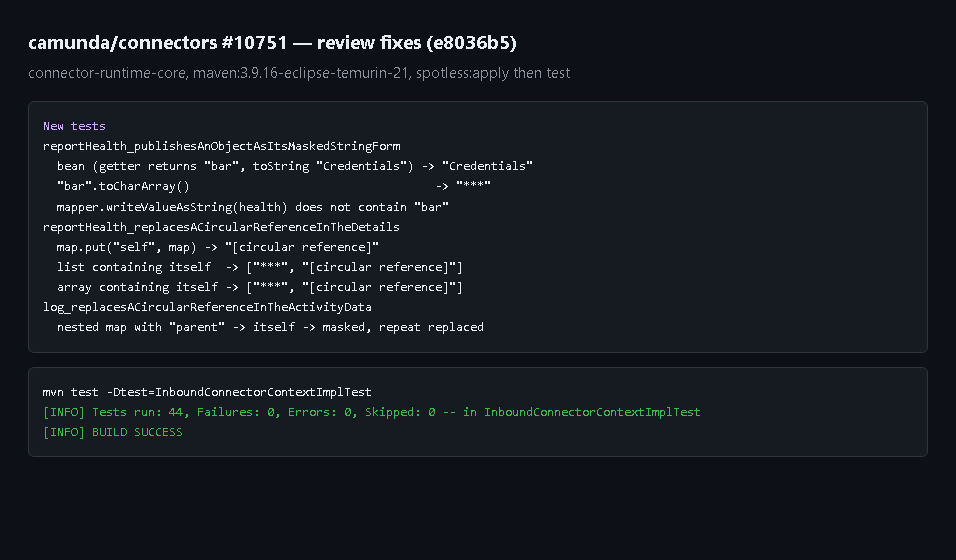 camunda/connectors #10751 — review fixes (e8036b5)
connector-runtime-core, maven:3.9.16-eclipse-temurin-21, spotless:apply then test
New tests
reportHealth_publishesAnObjectAsItsMaskedStringForm
  bean (getter returns "bar", toString "Credentials") -> "Credentials"
  "bar".toCharArray()                                   -> "***"
  mapper.writeValueAsString(health) does not contain "bar"
reportHealth_replacesACircularReferenceInTheDetails
  map.put("self", map) -> "[circular reference]"
  list containing itself  -> ["***", "[circular reference]"]
  array containing itself -> ["***", "[circular reference]"]
log_replacesACircularReferenceInTheActivityData
  nested map with "parent" -> itself -> masked, repeat replaced
mvn test -Dtest=InboundConnectorContextImplTest
[INFO] Tests run: 44, Failures: 0, Errors: 0, Skipped: 0 -- in InboundConnectorContextImplTest
[INFO] BUILD SUCCESS